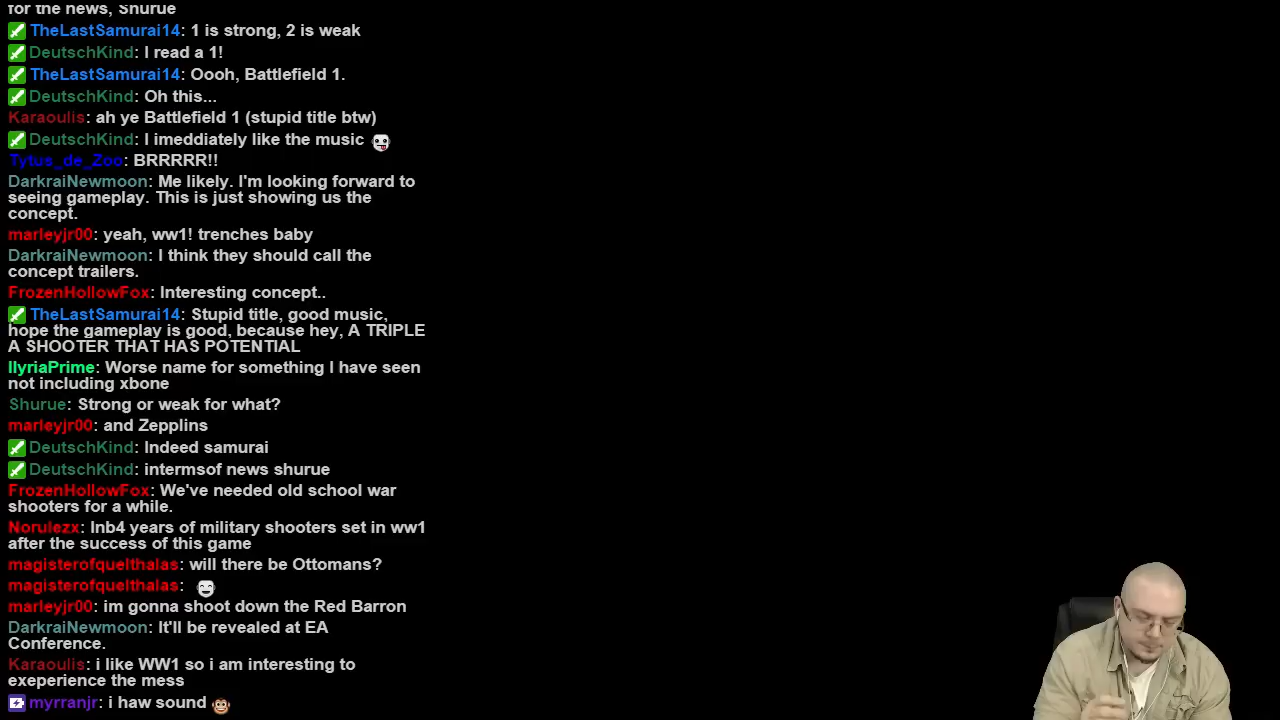 for the news, Shurue
TheLastSamurai14: 1 is strong, 2 is weak
DeutschKind: I read a 1!
TheLastSamurai14: Oooh, Battlefield 1.
DeutschKind: Oh this...
Karaoulis: ah ye Battlefield 1 (stupid title btw)
DeutschKind: I imeddiately like the music
Tytus_de_Zoo: BRRRRR!!
DarkraiNewmoon: Me likely. I'm looking forward to
seeing gameplay. This is just showing us the
concept.
marleyjr00: yeah, ww1! trenches baby
DarkraiNewmoon: I think they should call the
concept trailers.
FrozenHollowFox: Interesting concept..
TheLastSamurai14: Stupid title, good music,
hope the gameplay is good, because hey, A TRIPLE
A SHOOTER THAT HAS POTENTIAL
IlyriaPrime: Worse name for something I have seen
not including xbone
Shurue: Strong or weak for what?
marleyjr00: and Zepplins
DeutschKind: Indeed samurai
DeutschKind: intermsof news shurue
FrozenHollowFox: We've needed old school war
shooters for a while.
Norulezx: Inb4 years of military shooters set in ww1
after the success of this game
magisterofquelthalas: will there be Ottomans?
magisterofquelthalas:
marleyjr00: im gonna shoot down the Red Barron
DarkraiNewmoon: It'll be revealed at EA
Conference.
Karaoulis: i like WW1 so i am interesting to
exeperience the mess
myrranjr: i haw sound